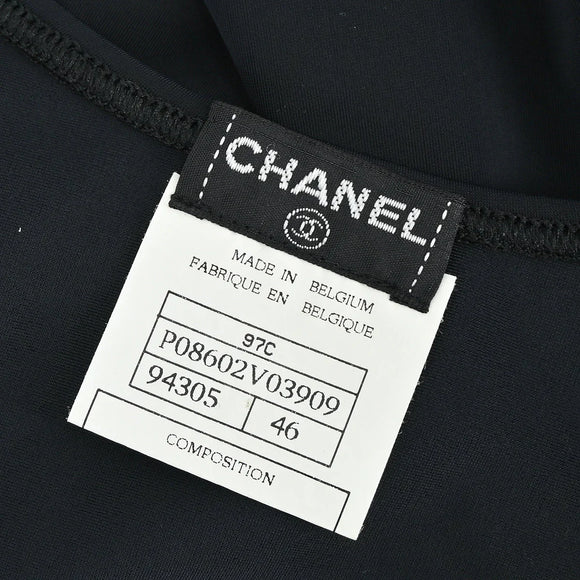 CHANEL
MADE IN BELGIUM
FABRIQUE EN BELGIQUE
97C
P08602V03909
94305 46
COMPOSITION